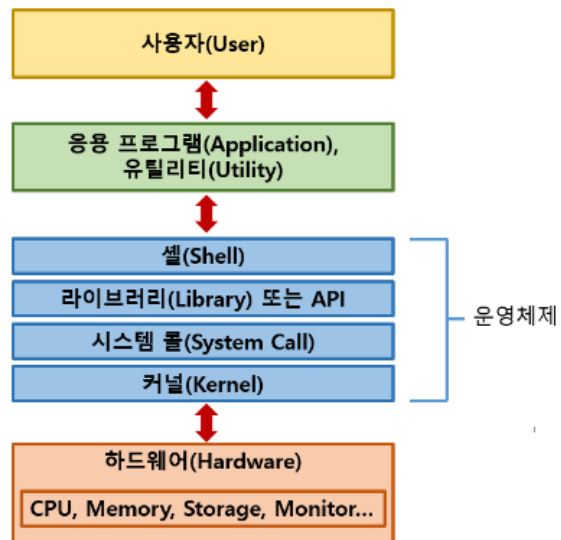 사용자(User)
응용 프로그램(Application),
유틸리티(Utility)
셸(Shell)
라이브러리(Library) 또는 API
시스템 콜(System Call)
커널(Kernel)
운영체제
하드웨어(Hardware)
CPU, Memory, Storage, Monitor...